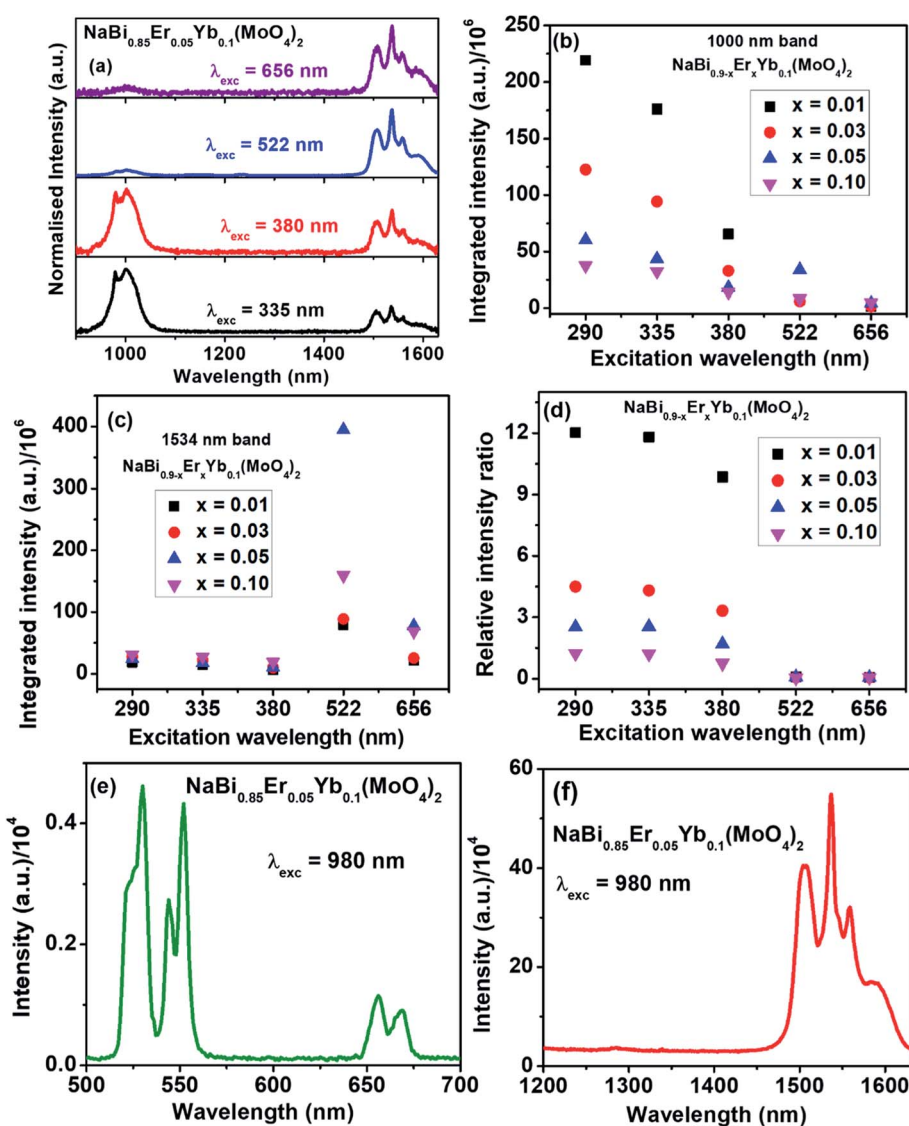 NaBi0.85Er0.05Yb0.1(MoO4)2
(a)
λexc = 656 nm
λexc = 522 nm
λexc = 380 nm
λexc = 335 nm
Normalised Intensity (a.u.)
1000 1200 1400 1600
Wavelength (nm)
(b)
1000 nm band
NaBi0.9-xErxYb0.1(MoO4)2
x = 0.01
x = 0.03
x = 0.05
x = 0.10
Integrated intensity (a.u.)/10^6
250
200
150
100
50
0
290 335 380 522 656
Excitation wavelength (nm)
(c)
1534 nm band
NaBi0.9-xErxYb0.1(MoO4)2
x = 0.01
x = 0.03
x = 0.05
x = 0.10
Integrated intensity (a.u.)/10^6
400
300
200
100
0
290 335 380 522 656
Excitation wavelength (nm)
(d)
NaBi0.9-xErxYb0.1(MoO4)2
x = 0.01
x = 0.03
x = 0.05
x = 0.10
Relative intensity ratio
12
9
6
3
0
290 335 380 522 656
Excitation wavelength (nm)
(e)
NaBi0.85Er0.05Yb0.1(MoO4)2
λexc = 980 nm
Intensity (a.u.)/10^4
0.4
0.2
0.0
500 550 600 650 700
Wavelength (nm)
(f)
NaBi0.85Er0.05Yb0.1(MoO4)2
λexc = 980 nm
Intensity (a.u.)/10^4
60
40
20
0
1200 1300 1400 1500 1600
Wavelength (nm)